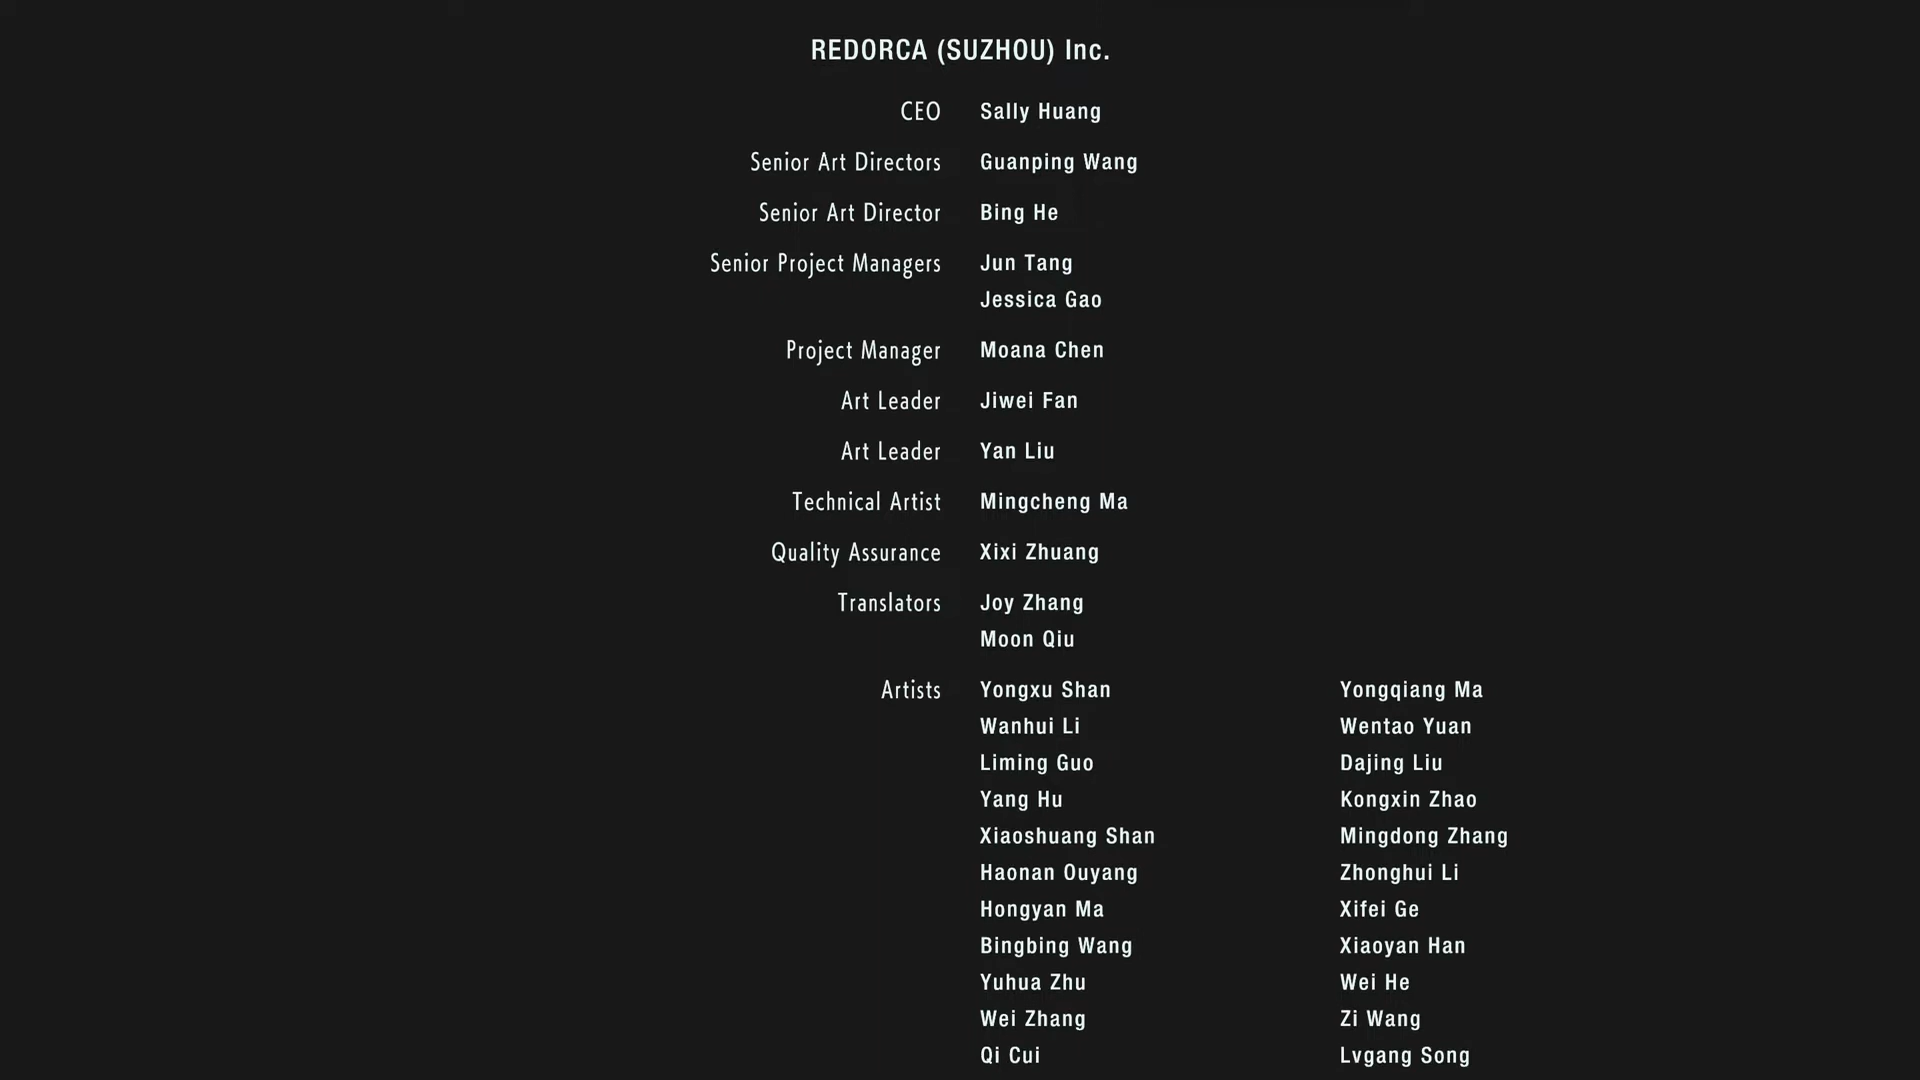 REDORCA (SUZHOU) Inc.
CEO Sally Huang
Senior Art Directors Guanping Wang
Senior Art Director Bing He
Senior Project Managers Jun Tang
Jessica Gao
Project Manager Moana Chen
Art Leader Jiwei Fan
Art Leader Yan Liu
Technical Artist Mingcheng Ma
Quality Assurance Xixi Zhuang
Translators Joy Zhang
Moon Qiu
Artists Yongxu Shan Yongqiang Ma
Wanhui Li Wentao Yuan
Liming Guo Dajing Liu
Yang Hu Kongxin Zhao
Xiaoshuang Shan Mingdong Zhang
Haonan Ouyang Zhonghui Li
Hongyan Ma Xifei Ge
Bingbing Wang Xiaoyan Han
Yuhua Zhu Wei He
Wei Zhang Zi Wang
Qi Cui Lvgang Song